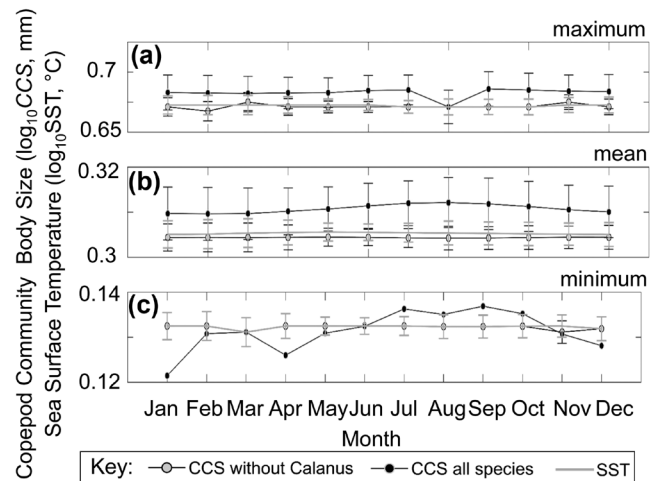 maximum
(a)
0.7
0.65
mean
(b)
0.32
0.3
minimum
(c)
0.14
0.12
Copepod Community Body Size (log10CCS, mm)
Sea Surface Temperature (log10SST, °C)
Jan Feb Mar Apr May Jun Jul Aug Sep Oct Nov Dec
Month
Key: CCS without Calanus CCS all species SST